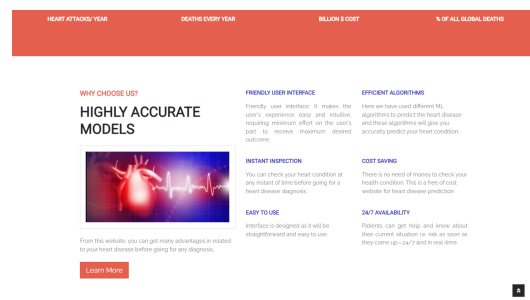 HEART ATTACKS/ YEAR
DEATHS EVERY YEAR
BILLION $ COST
% OF ALL GLOBAL DEATHS
WHY CHOOSE US?
HIGHLY ACCURATE
MODELS
From this website, you can get many advantages in related
to your heart disease before going for any diagnosis.
Learn More
FRIENDLY USER INTERFACE
Friendly user interface. It makes the
user's experience easy and intuitive,
requiring minimum effort on the user's
part to receive maximum desired
outcome.
EFFICIENT ALGORITHMS
Here we have used different ML
algorithms to predict the heart disease
and these algorithms will give you
accurately predict your heart condition.
INSTANT INSPECTION
You can check your heart condition at
any instant of time before going for a
heart disease diagnosis.
COST SAVING
There is no need of money to check your
health condition. This is a free of cost
website for heart disease prediction
EASY TO USE
Interface is designed as it will be
straightforward and easy to use.
24/7 AVAILABILITY
Patients can get help and know about
their current situation i.e. risk as soon as
they come up—24/7 and in real-time.